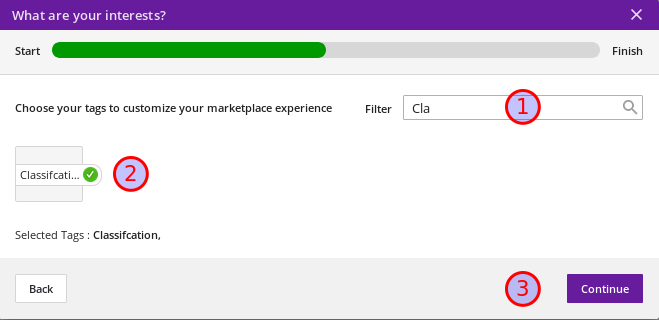 What are your interests?
Start Finish
Choose your tags to customize your marketplace experience Filter Cla 1
Classifcati... 2
Selected Tags : Classifcation,
Back 3 Continue